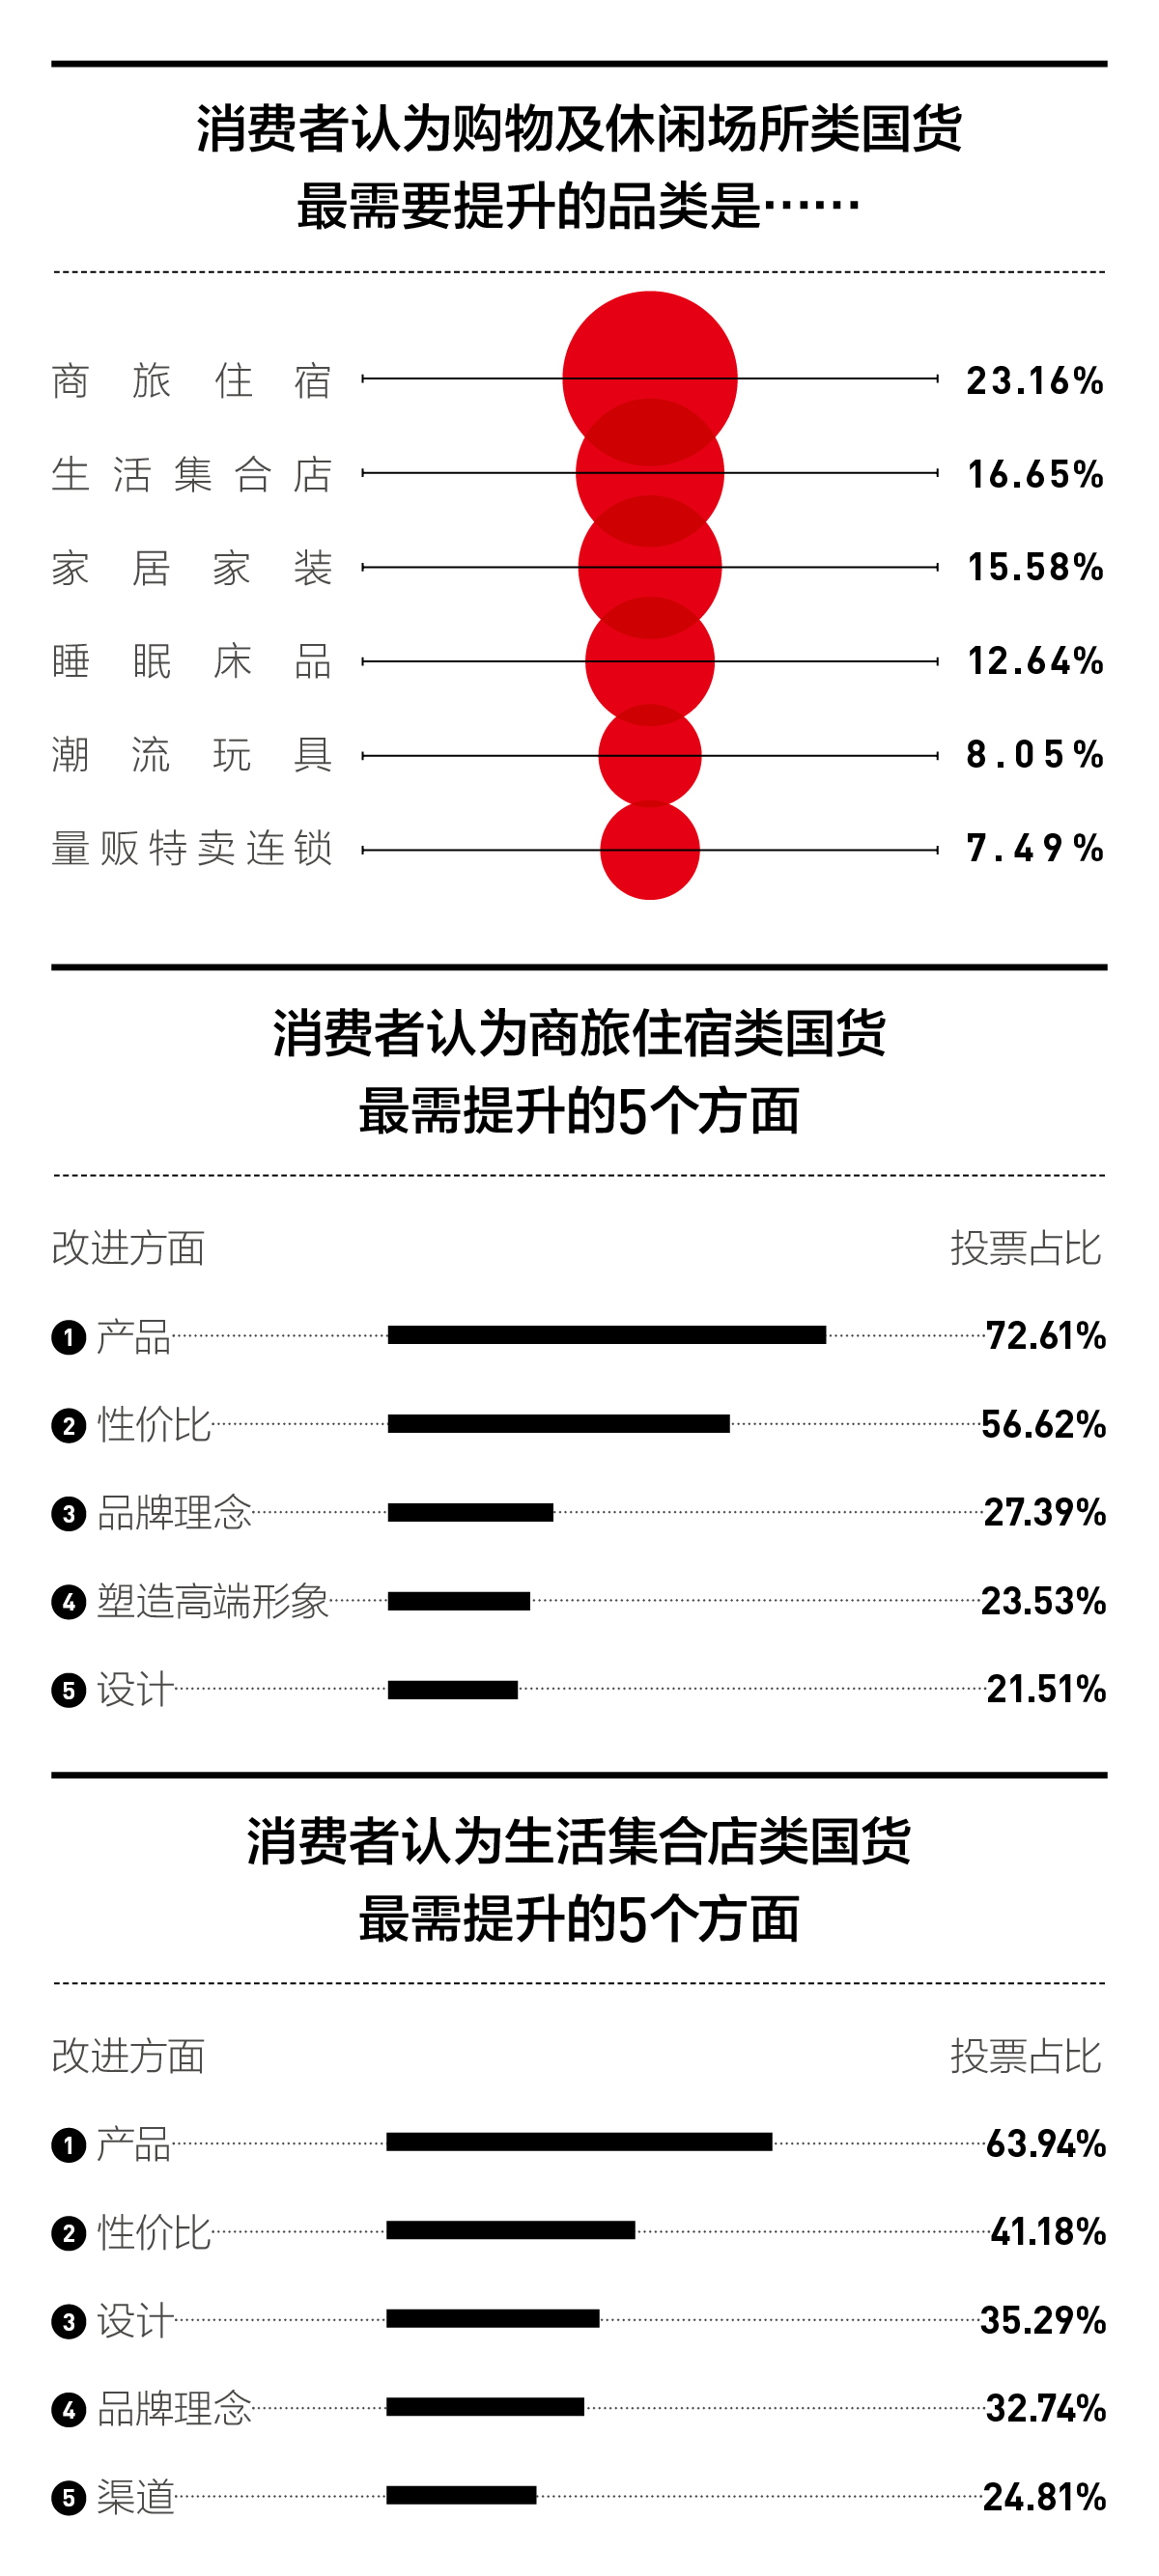 消费者认为购物及休闲场所类国货
最需要提升的品类是……
商旅住宿 23.16%
生活集合店 16.65%
家居家装 15.58%
睡眠床品 12.64%
潮流玩具 8.05%
量贩特卖连锁 7.49%
消费者认为商旅住宿类国货
最需提升的5个方面
改进方面 投票占比
1 产品 72.61%
2 性价比 56.62%
3 品牌理念 27.39%
4 塑造高端形象 23.53%
5 设计 21.51%
消费者认为生活集合店类国货
最需提升的5个方面
改进方面 投票占比
1 产品 63.94%
2 性价比 41.18%
3 设计 35.29%
4 品牌理念 32.74%
5 渠道 24.81%